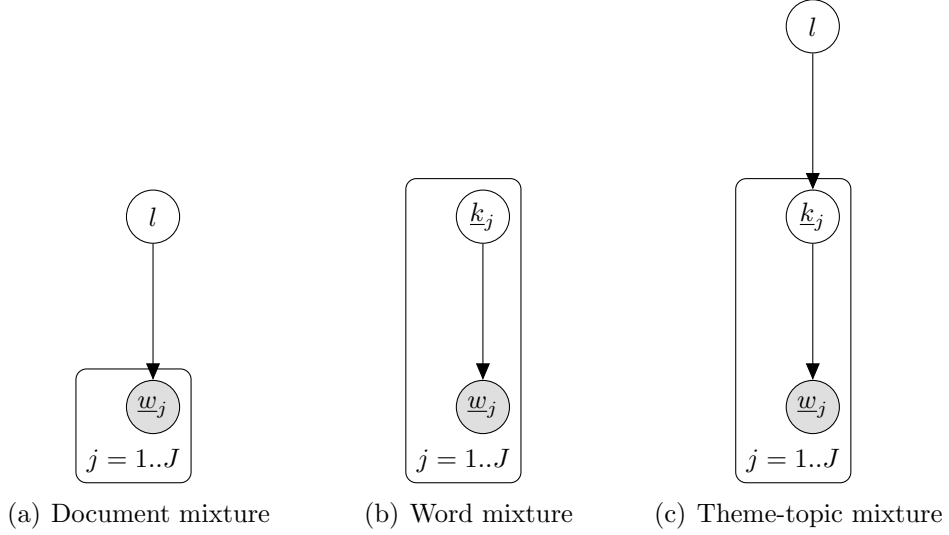 l
l
k_j
k_j
w_j
w_j
w_j
j = 1..J
j = 1..J
j = 1..J
(a) Document mixture
(b) Word mixture
(c) Theme-topic mixture